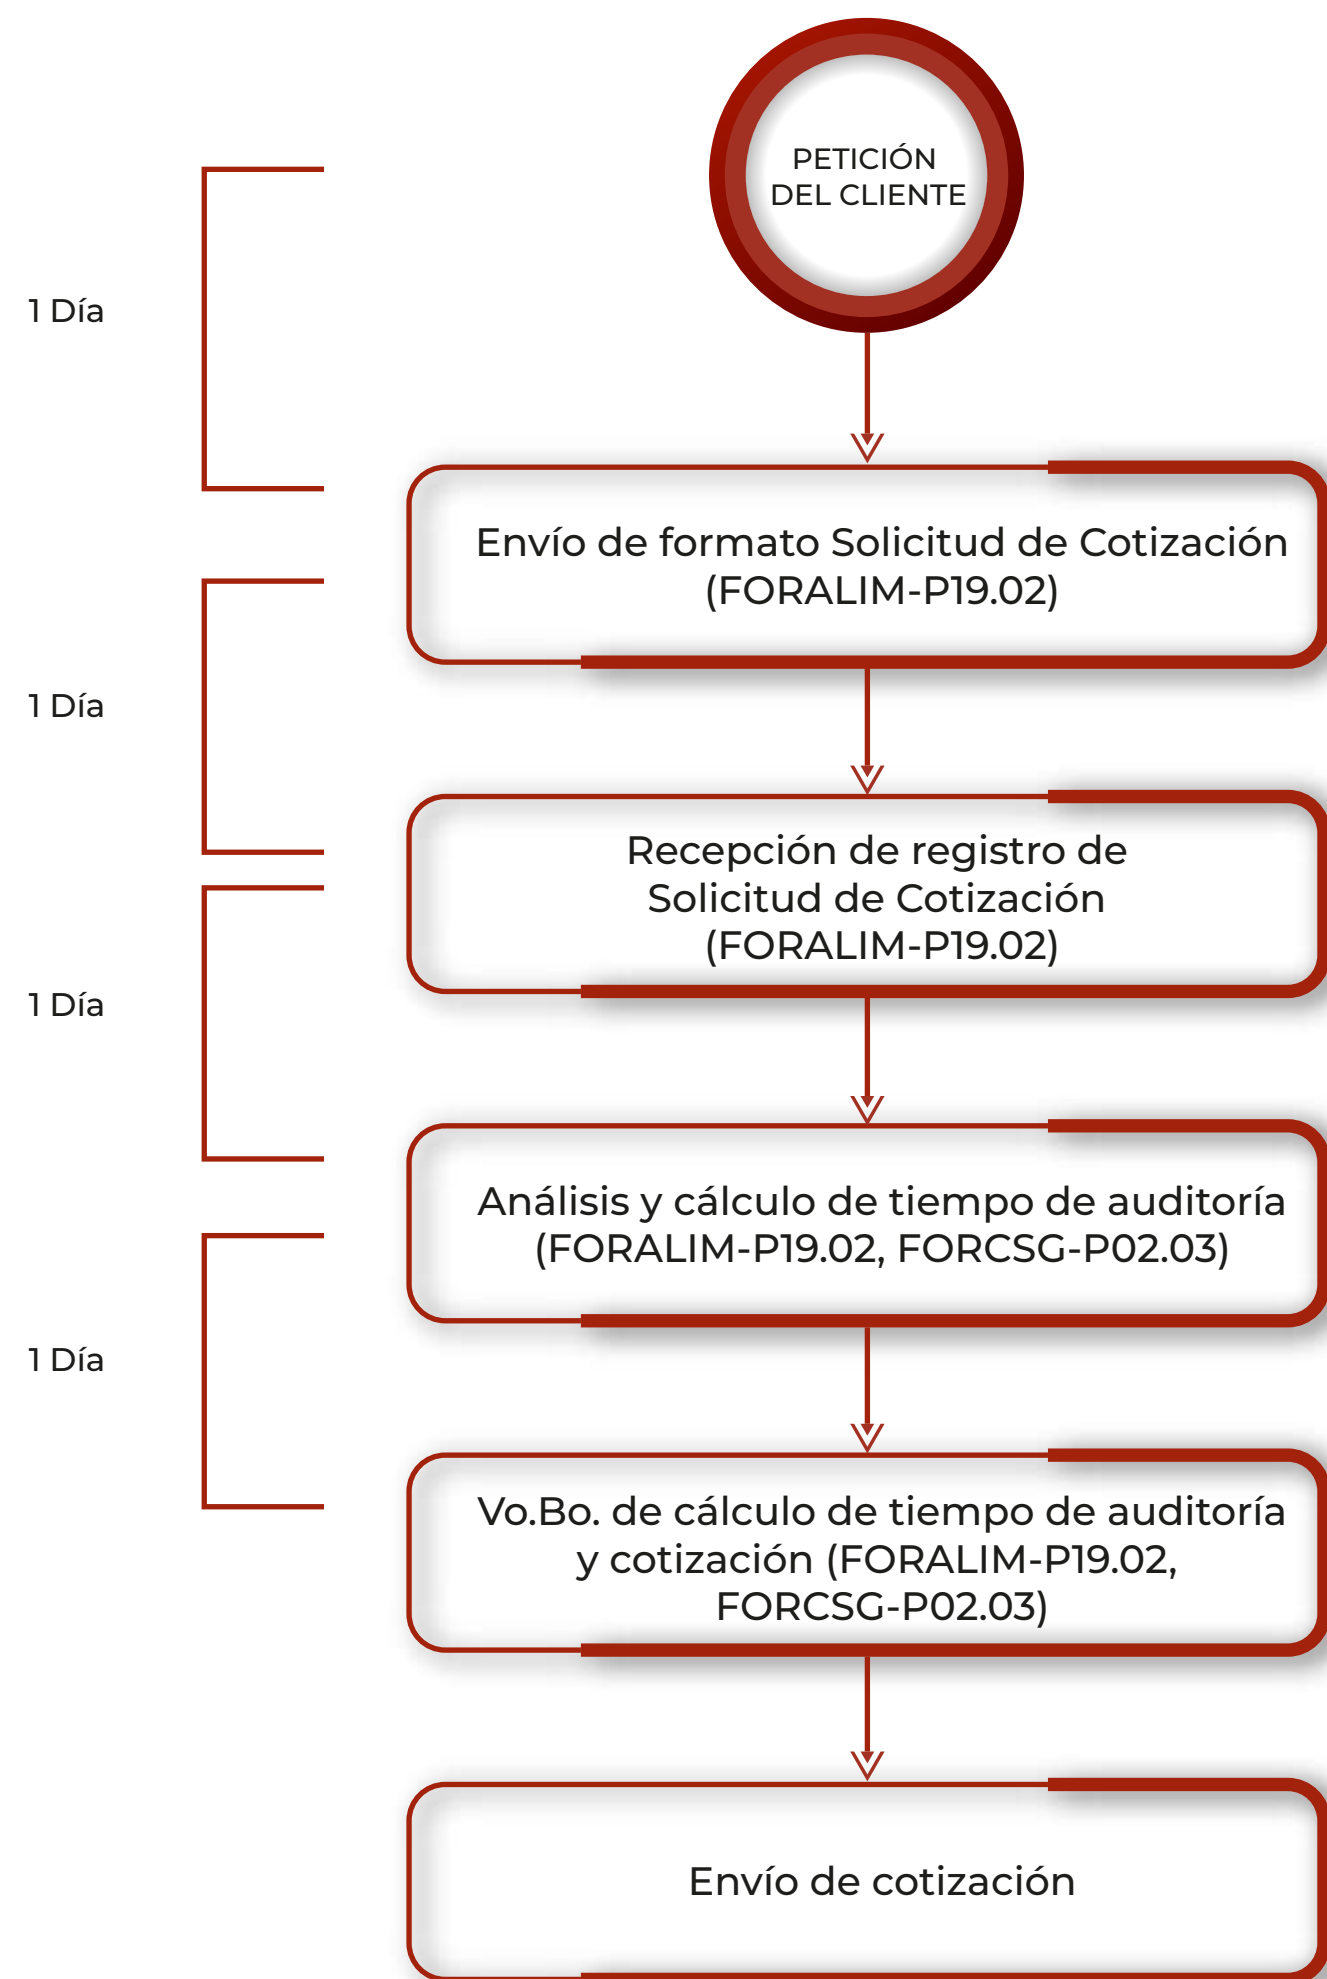 PETICIÓN
DEL CLIENTE
1 Día
Envío de formato Solicitud de Cotización
(FORALIM-P19.02)
1 Día
Recepción de registro de
Solicitud de Cotización
(FORALIM-P19.02)
1 Día
Análisis y cálculo de tiempo de auditoría
(FORALIM-P19.02, FORCSG-P02.03)
1 Día
Vo.Bo. de cálculo de tiempo de auditoría
y cotización (FORALIM-P19.02,
FORCSG-P02.03)
Envío de cotización